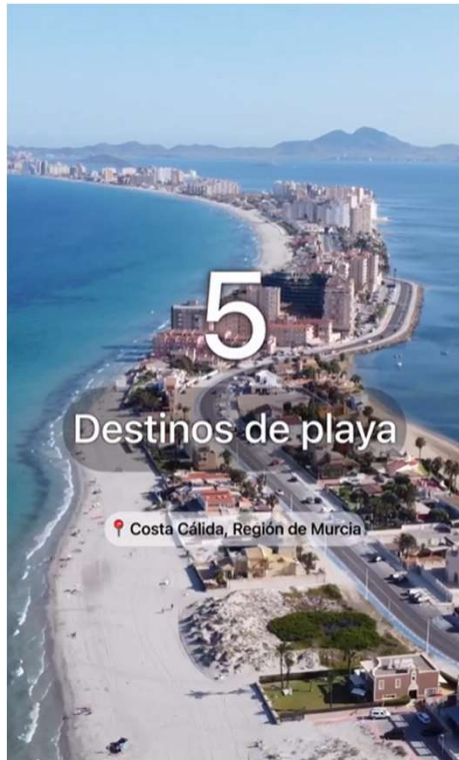 5
Destinos de playa
📍 Costa Cálida, Región de Murcia